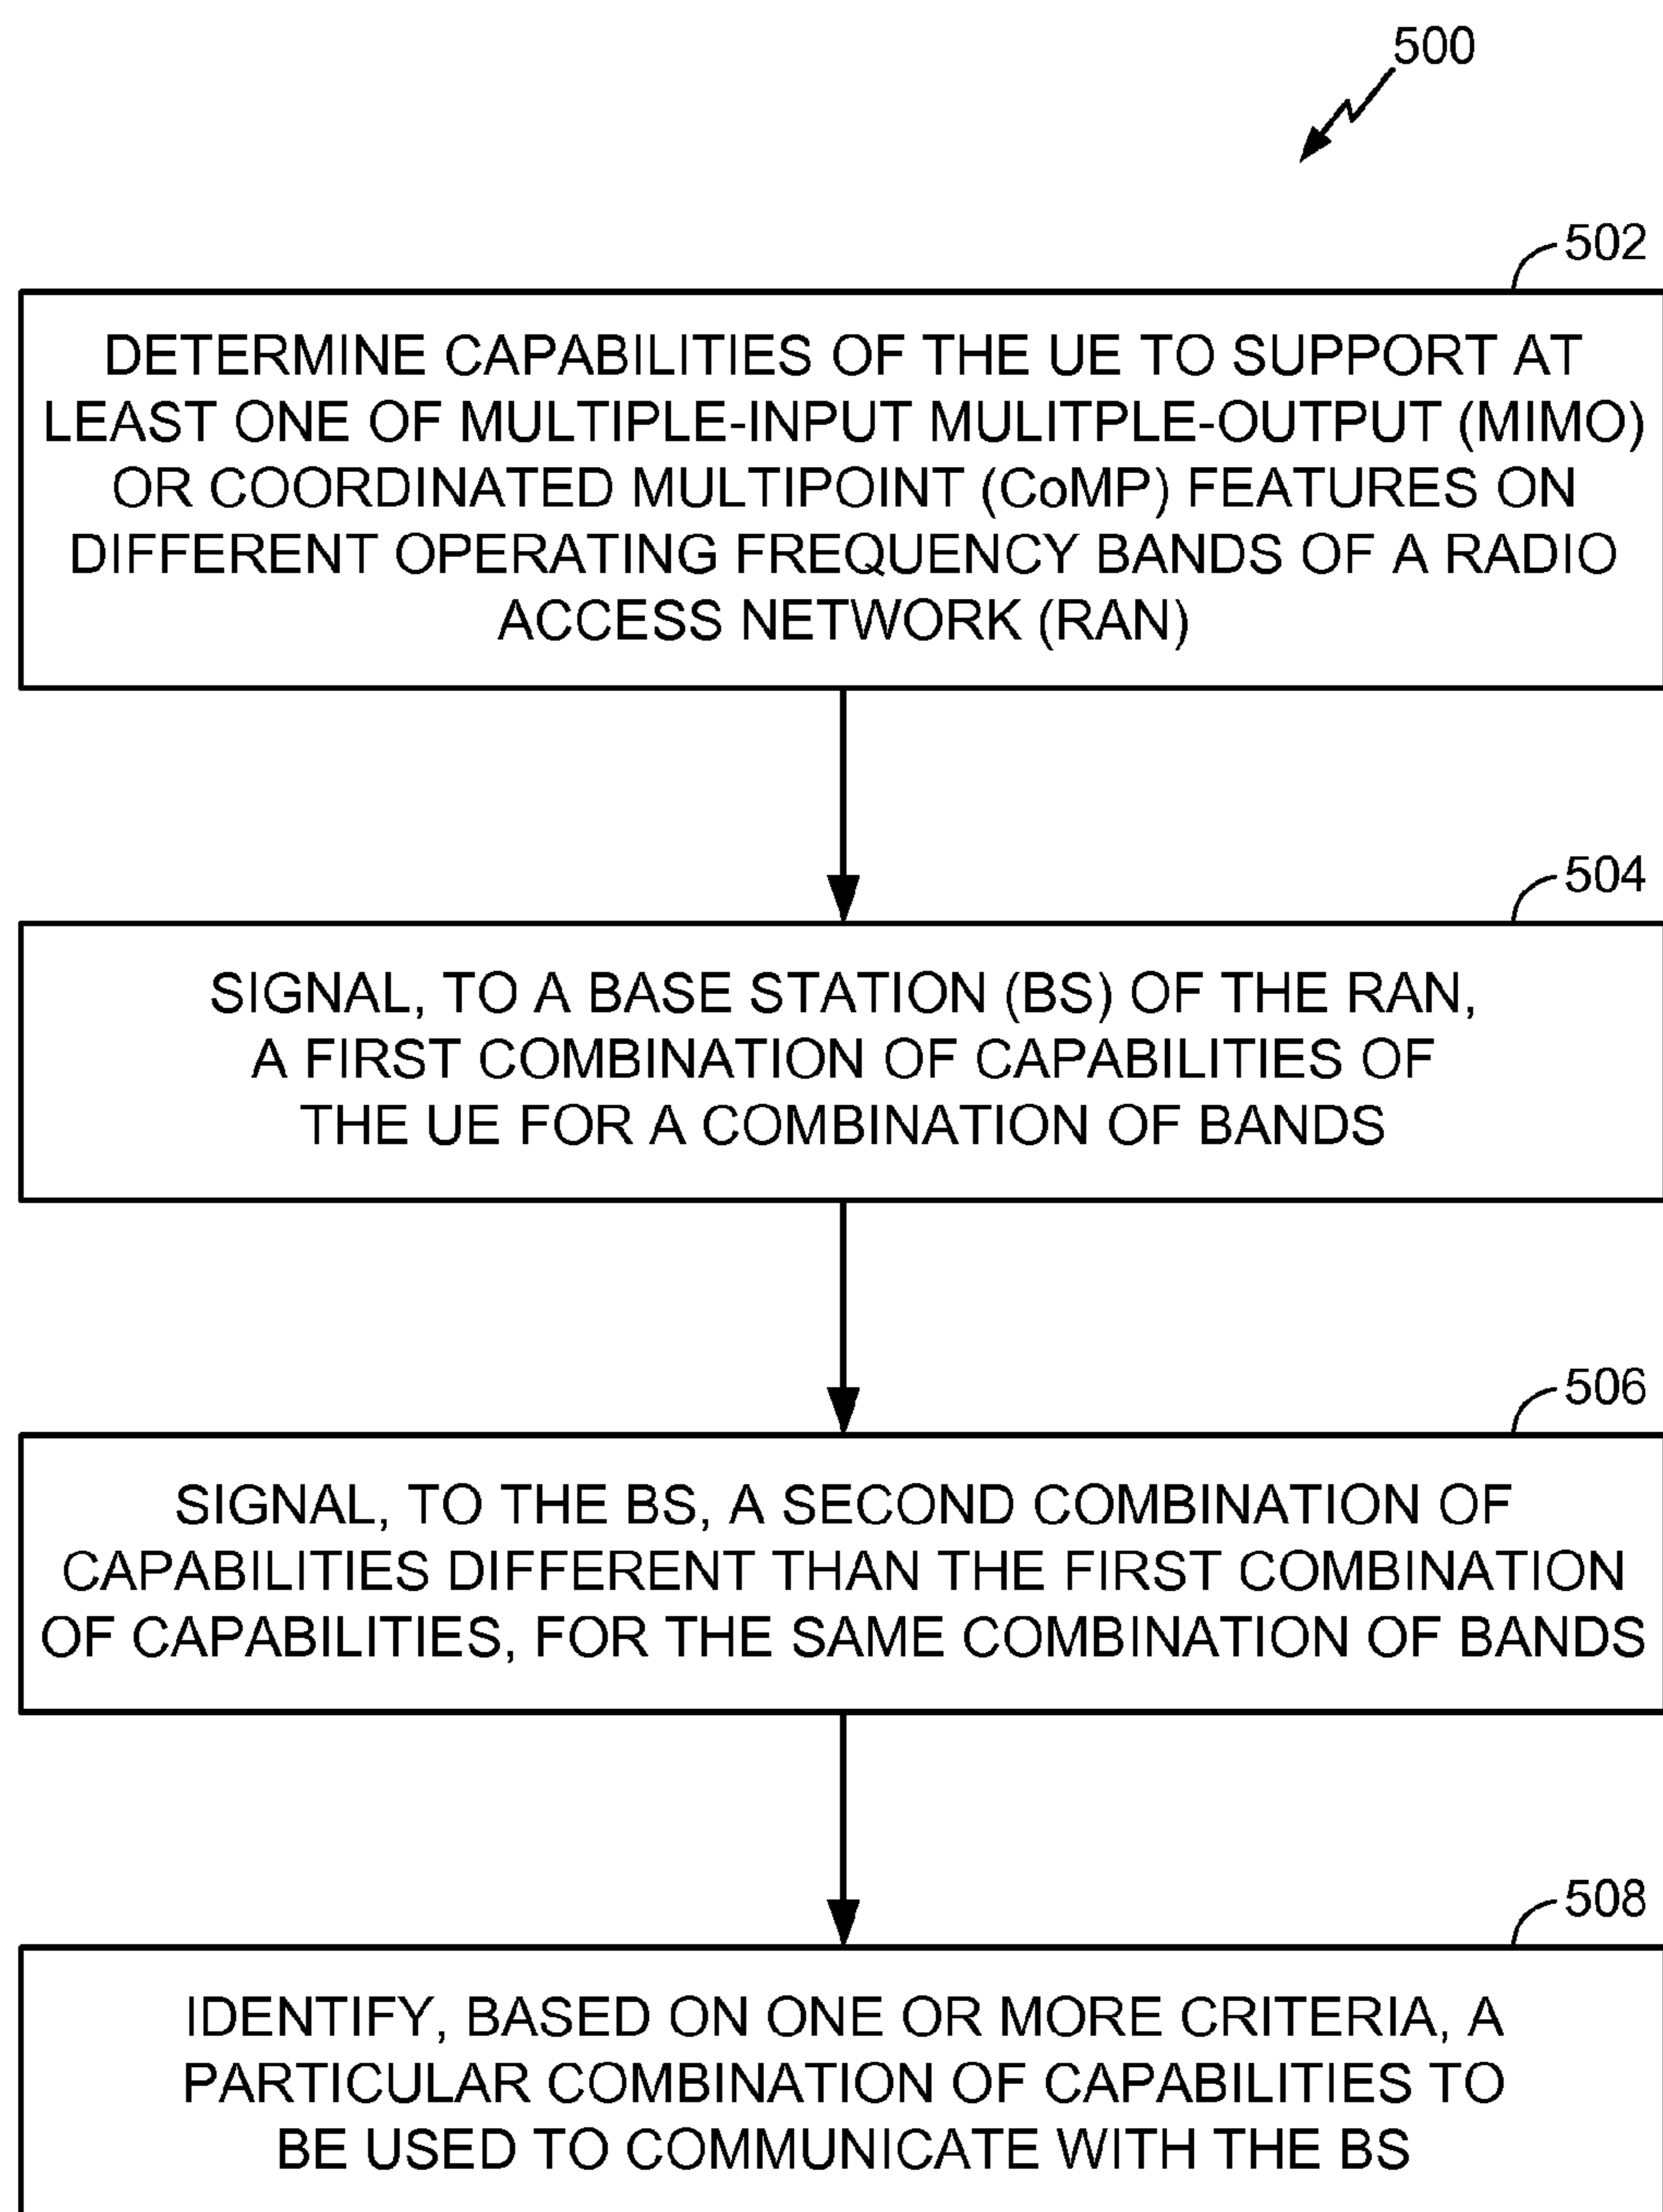 500
502
DETERMINE CAPABILITIES OF THE UE TO SUPPORT AT
LEAST ONE OF MULTIPLE-INPUT MULITPLE-OUTPUT (MIMO)
OR COORDINATED MULTIPOINT (CoMP) FEATURES ON
DIFFERENT OPERATING FREQUENCY BANDS OF A RADIO
ACCESS NETWORK (RAN)
504
SIGNAL, TO A BASE STATION (BS) OF THE RAN,
A FIRST COMBINATION OF CAPABILITIES OF
THE UE FOR A COMBINATION OF BANDS
506
SIGNAL, TO THE BS, A SECOND COMBINATION OF
CAPABILITIES DIFFERENT THAN THE FIRST COMBINATION
OF CAPABILITIES, FOR THE SAME COMBINATION OF BANDS
508
IDENTIFY, BASED ON ONE OR MORE CRITERIA, A
PARTICULAR COMBINATION OF CAPABILITIES TO
BE USED TO COMMUNICATE WITH THE BS